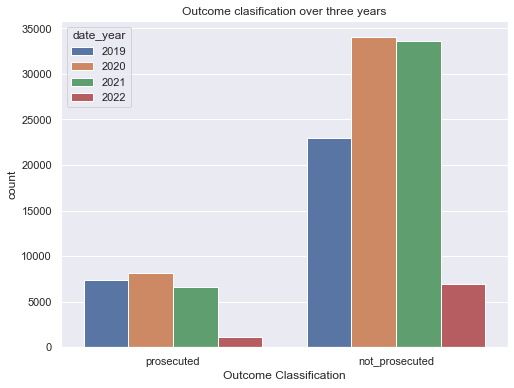 Outcome clasification over three years
date_year
2019
2020
2021
2022
35000
30000
25000
20000
15000
10000
5000
0
count
prosecuted
not_prosecuted
Outcome Classification